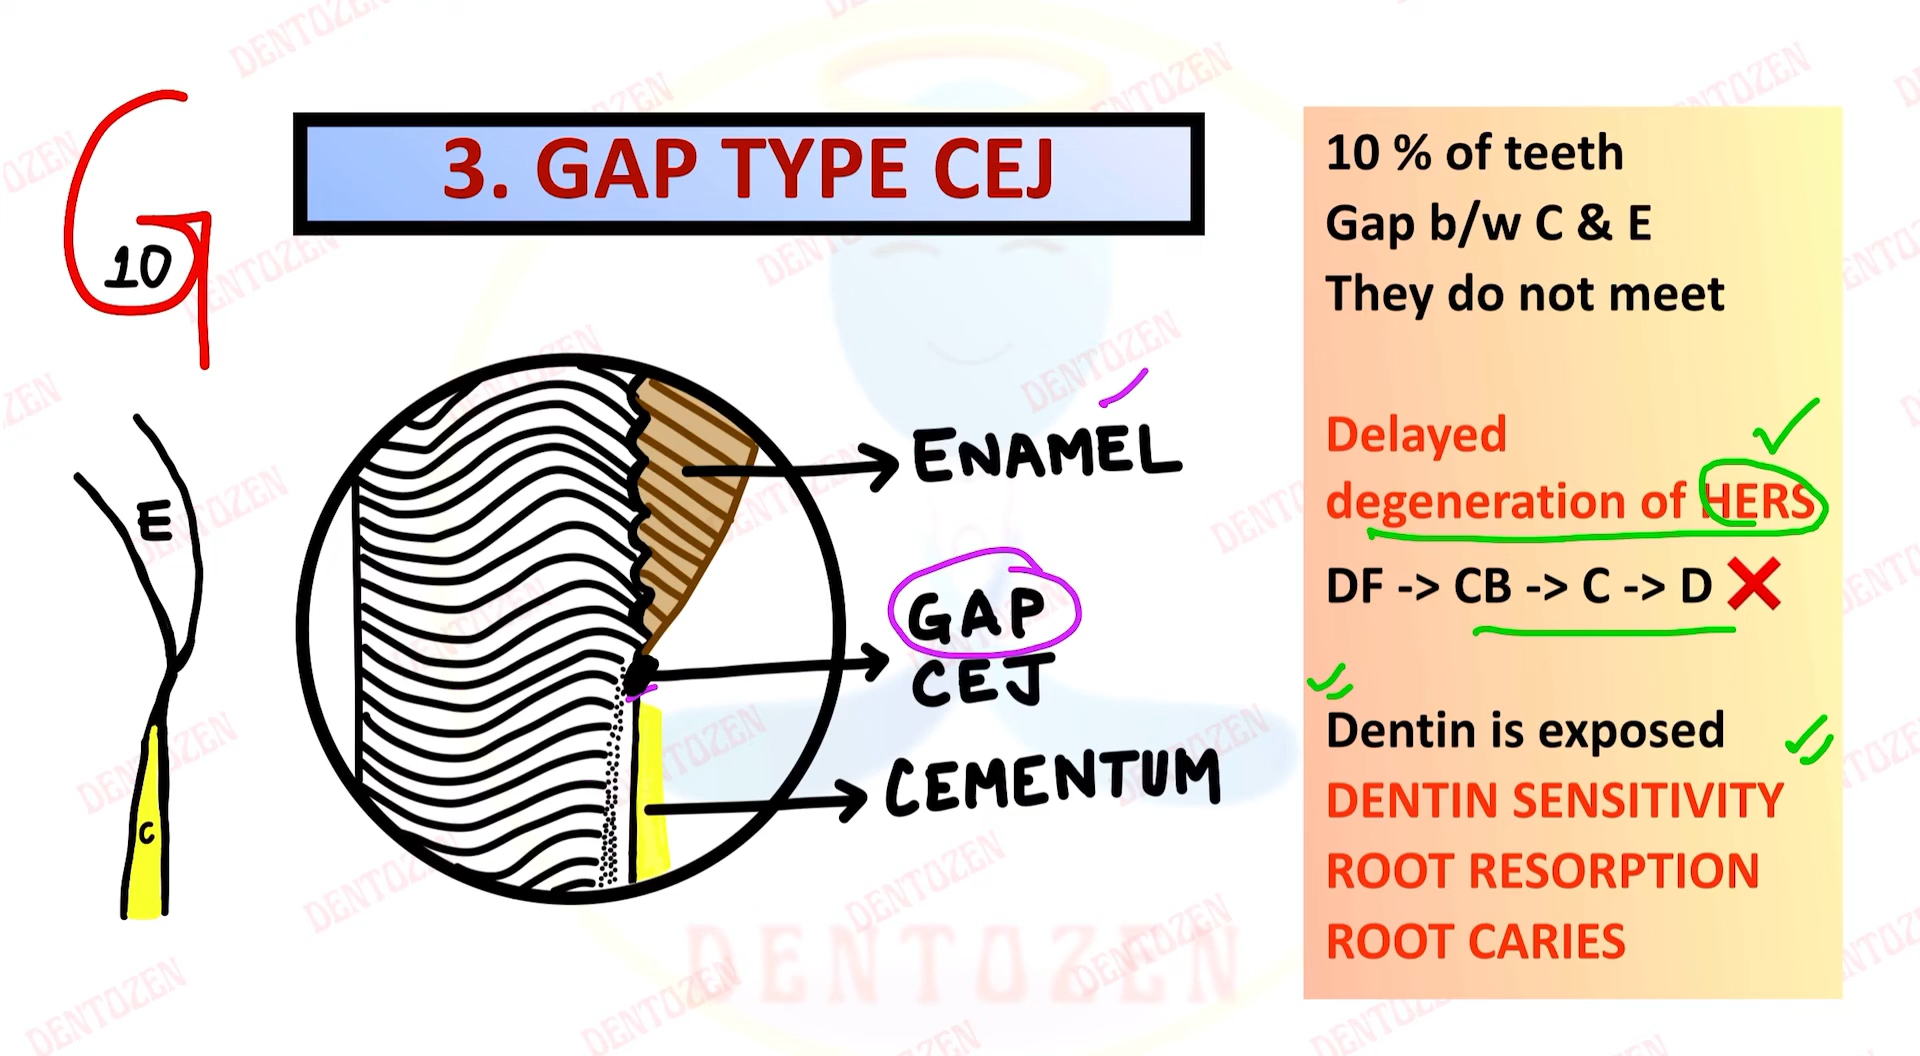 G
10
3. GAP TYPE CEJ
E
C
ENAMEL
GAP
CEJ
CEMENTUM
10 % of teeth
Gap b/w C & E
They do not meet
Delayed
degeneration of HERS
DF -> CB -> C -> D ❌
Dentin is exposed
DENTIN SENSITIVITY
ROOT RESORPTION
ROOT CARIES
DENTOZEN